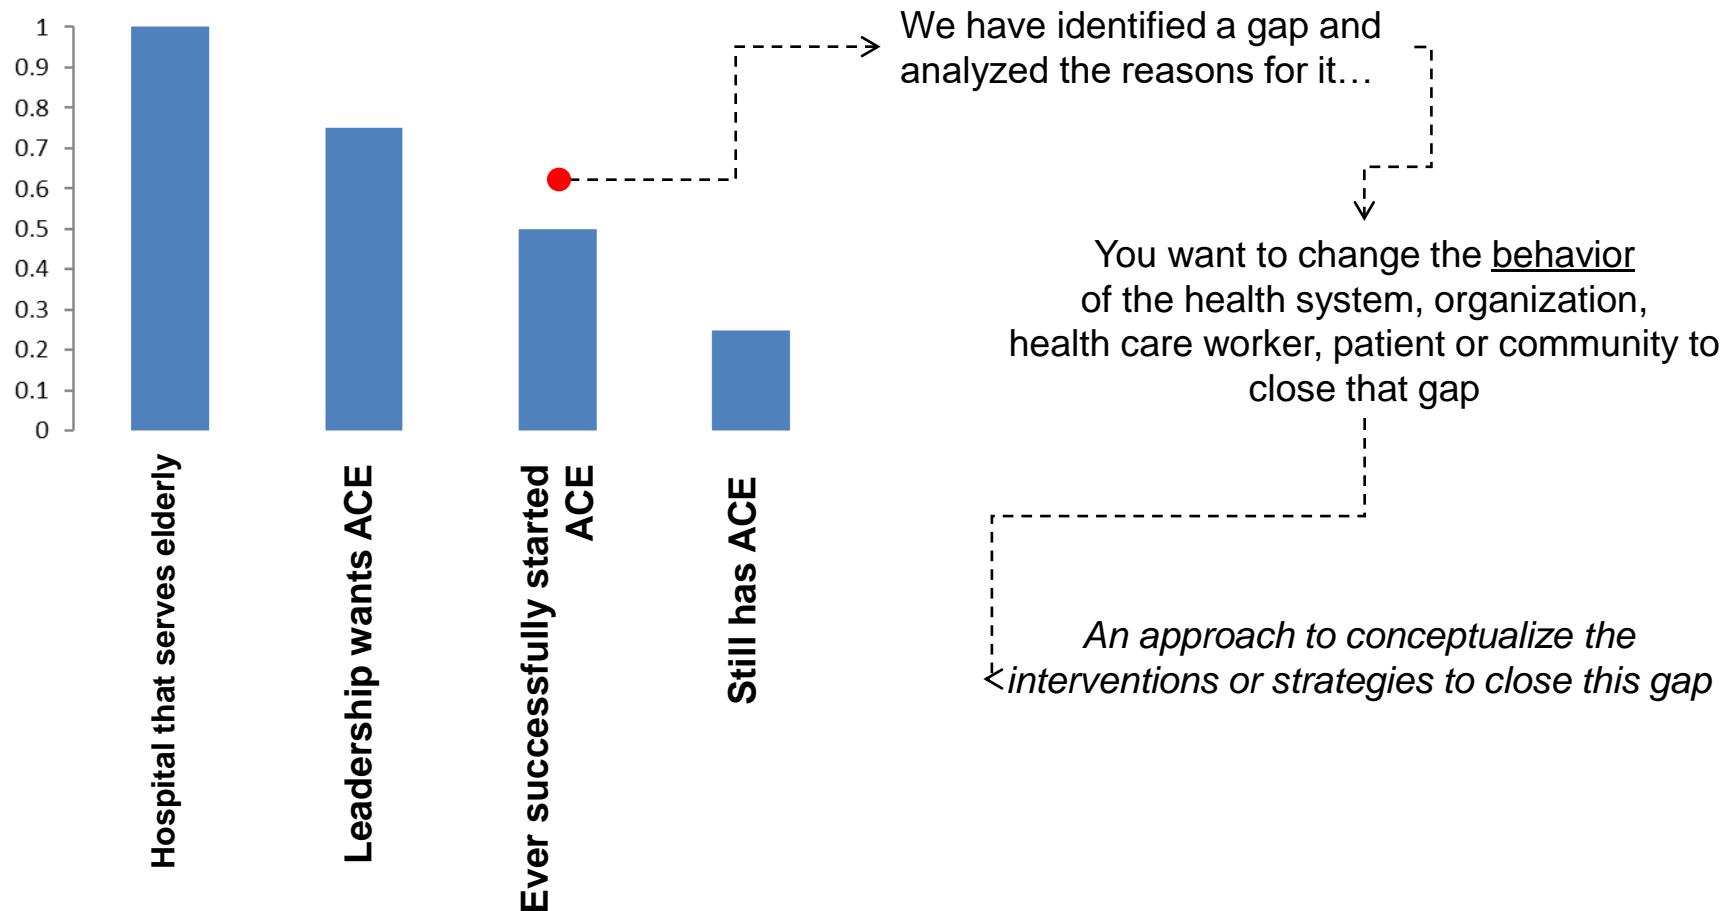 1
0.9
0.8
0.7
0.6
0.5
0.4
0.3
0.2
0.1
0
Hospital that serves elderly
Leadership wants ACE
Ever successfully started
ACE
Still has ACE
We have identified a gap and
analyzed the reasons for it…
You want to change the behavior
of the health system, organization,
health care worker, patient or community to
close that gap
An approach to conceptualize the
interventions or strategies to close this gap